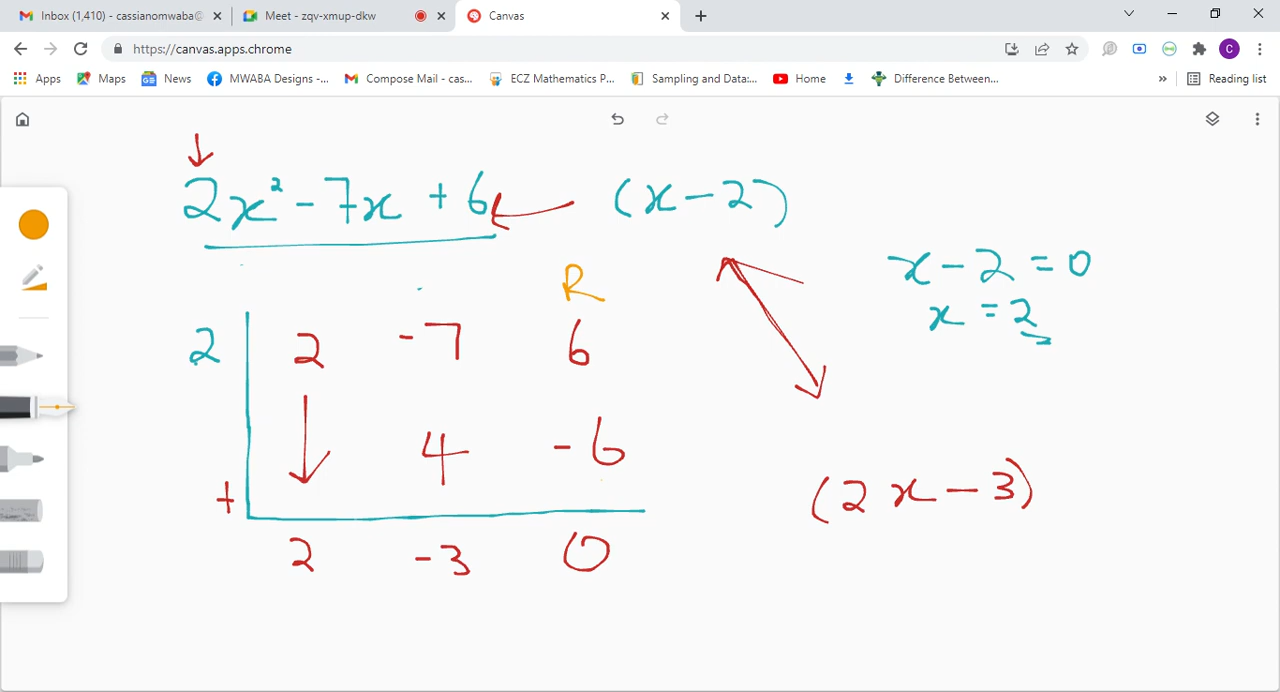 Inbox (1,410) - cassianomwaba@
Meet - zqv-xmup-dkw
Canvas
https://canvas.apps.chrome
C
Apps
Maps
News
MWABA Designs -...
Compose Mail - cas...
ECZ Mathematics P...
Sampling and Data:...
Home
Difference Between...
»
Reading list
2x² - 7x + 6
(x - 2)
x - 2 = 0
x = 2
R
2 2 -7 6
4 -6
+
2 -3 0
(2x - 3)